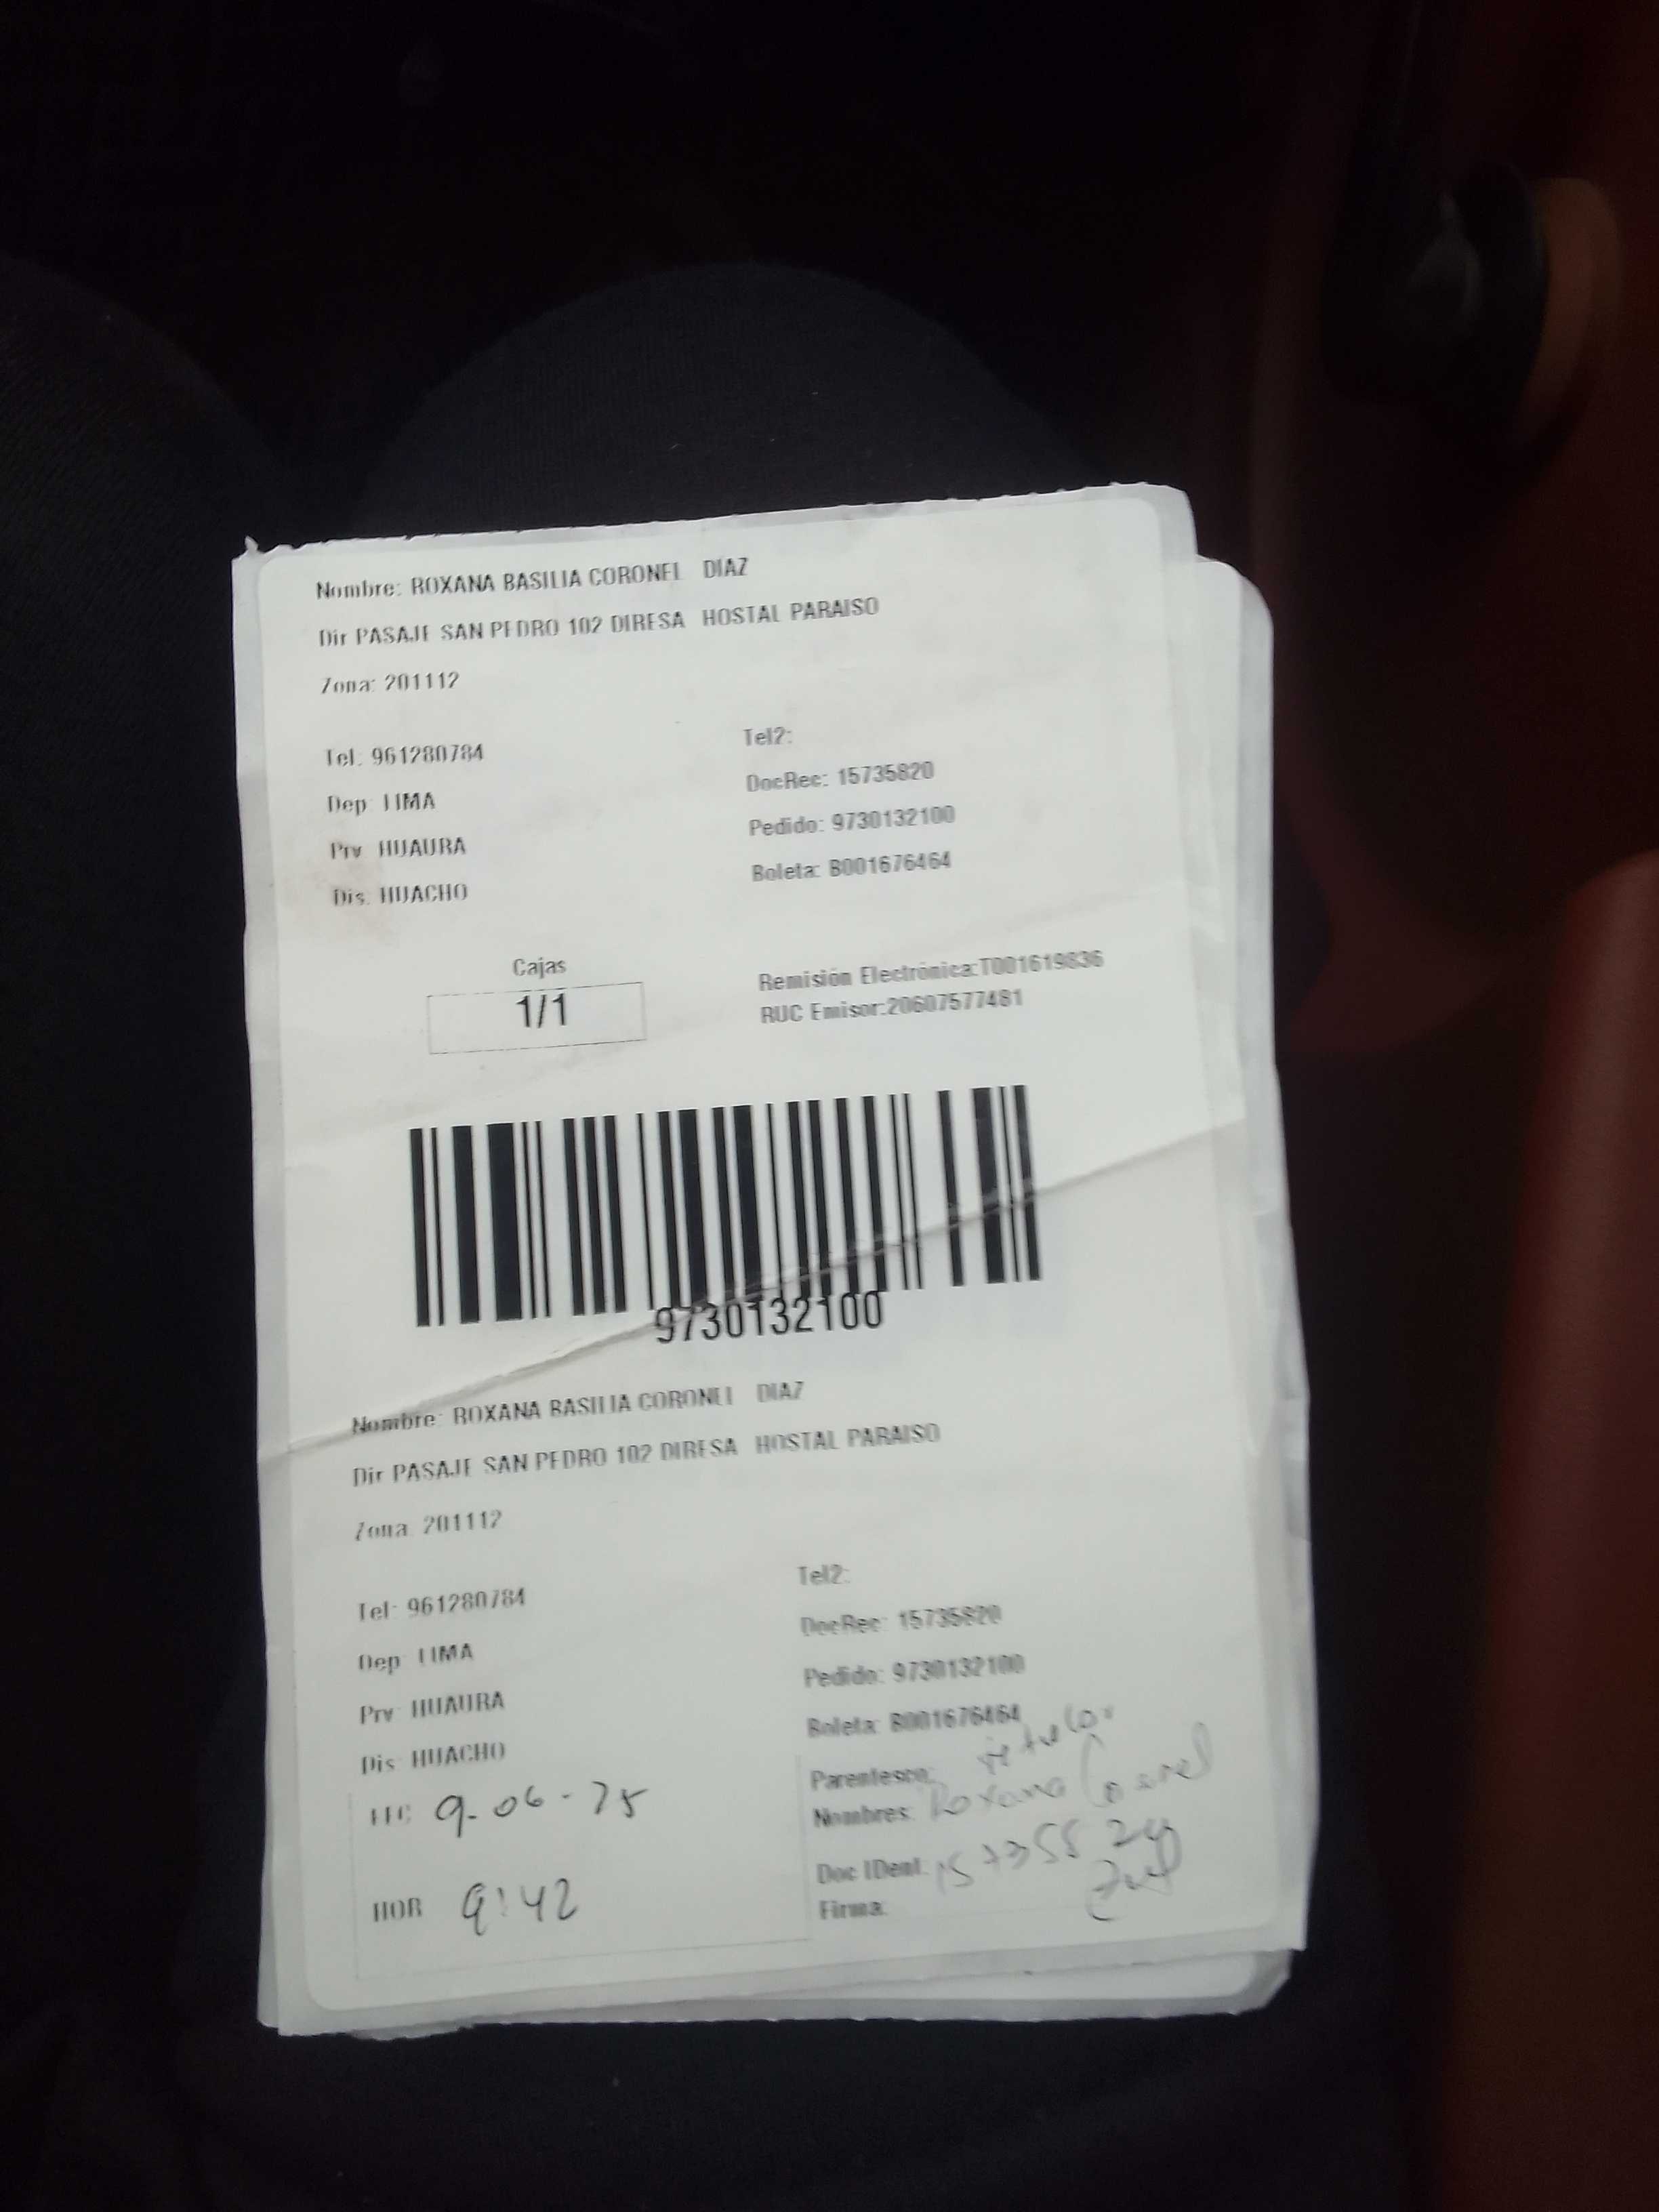 Nombre: ROXANA BASILIA CORONEL DIAZ
Dir PASAJE SAN PEDRO 102 DIRESA HOSTAL PARAISO
Zona: 201112
Tel: 961280784 Tel2:
Dep: LIMA DocRec: 15735820
Prv: HUAURA Pedido: 9730132100
Dis: HUACHO Boleta: B001676464
Cajas
1/1
Remisión Electrónica:T001619836
RUC Emisor:20607577481
9730132100
Nombre: ROXANA BASILIA CORONEL DIAZ
Dir PASAJE SAN PEDRO 102 DIRESA HOSTAL PARAISO
Zona: 201112
Tel: 961280784 Tel2:
Dep: LIMA DocRec: 15735820
Prv: HUAURA Pedido: 9730132100
Dis: HUACHO Boleta: B001676464
FEC 9-06-25
HOR 9:42
Parentesco: titular
Nombres: Roxana Coronel
Doc IDent:
Firma: